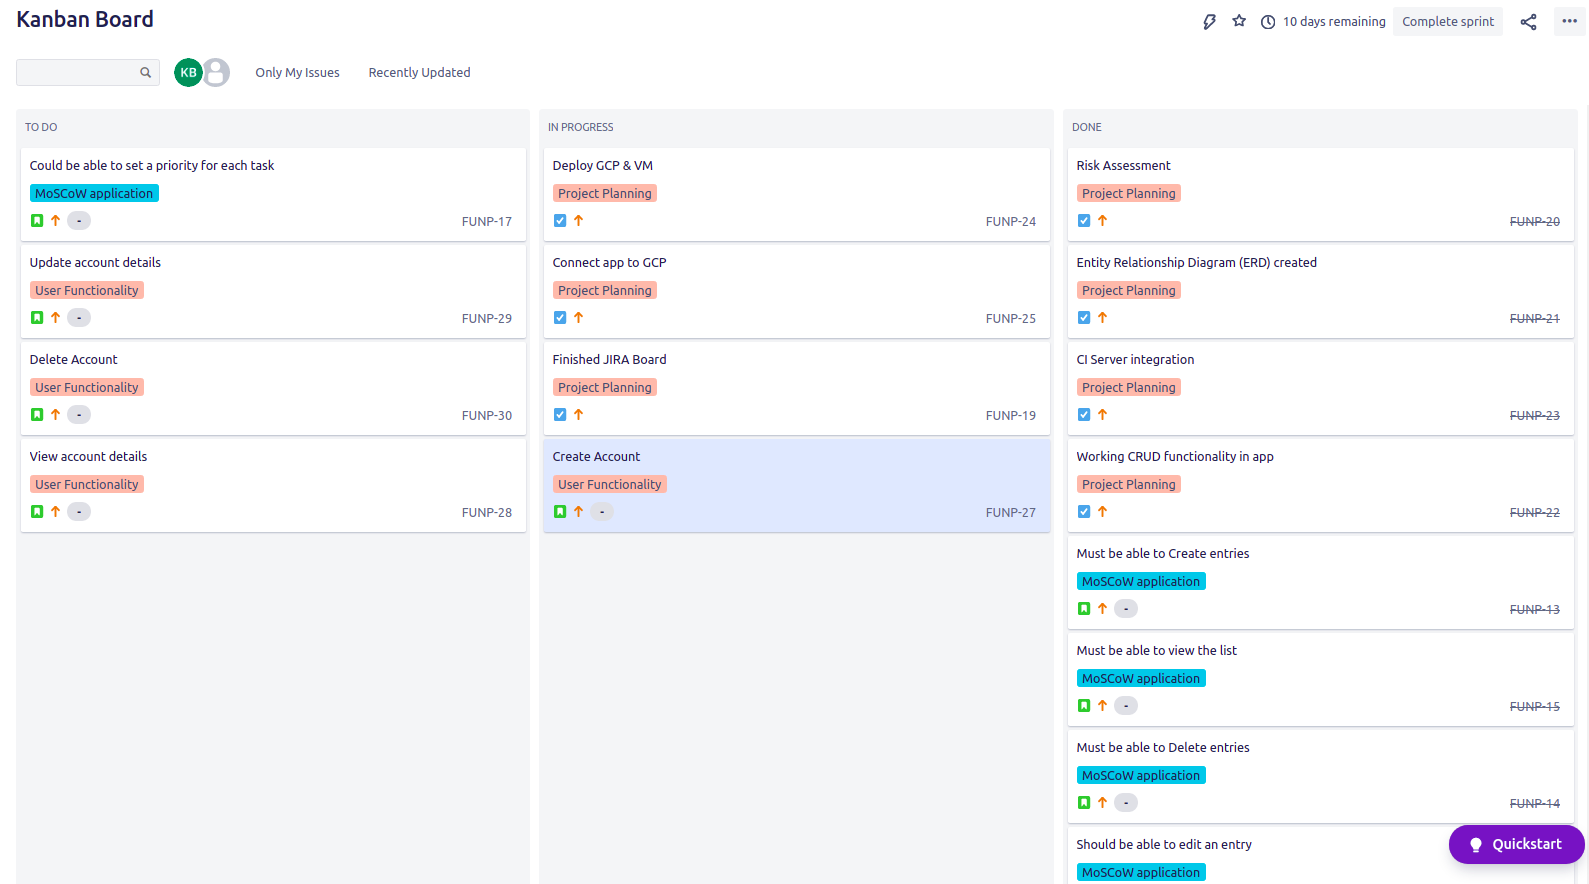 Kanban Board
10 days remaining
Complete sprint
KB
Only My Issues
Recently Updated
TO DO
Could be able to set a priority for each task
MoSCoW application
-
FUNP-17
Update account details
User Functionality
-
FUNP-29
Delete Account
User Functionality
-
FUNP-30
View account details
User Functionality
-
FUNP-28
IN PROGRESS
Deploy GCP & VM
Project Planning
FUNP-24
Connect app to GCP
Project Planning
FUNP-25
Finished JIRA Board
Project Planning
FUNP-19
Create Account
User Functionality
-
FUNP-27
DONE
Risk Assessment
Project Planning
FUNP-20
Entity Relationship Diagram (ERD) created
Project Planning
FUNP-21
CI Server integration
Project Planning
FUNP-23
Working CRUD functionality in app
Project Planning
FUNP-22
Must be able to Create entries
MoSCoW application
-
FUNP-13
Must be able to view the list
MoSCoW application
-
FUNP-15
Must be able to Delete entries
MoSCoW application
-
FUNP-14
Should be able to edit an entry
MoSCoW application
Quickstart